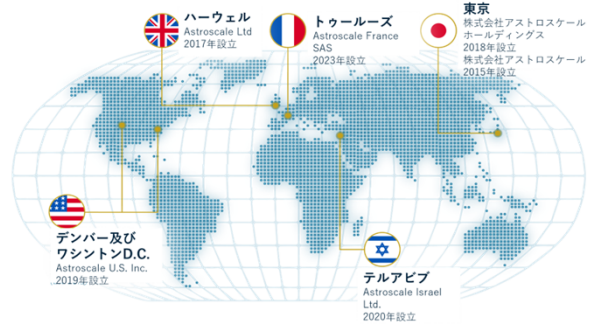 ハーウェル
Astroscale Ltd
2017年設立
トゥールーズ
Astroscale France
SAS
2023年設立
東京
株式会社アストロスケール
ホールディングス
2018年設立
株式会社アストロスケール
2015年設立
デンバー及び
ワシントンD.C.
Astroscale U.S. Inc.
2019年設立
テルアビブ
Astroscale Israel
Ltd.
2020年設立